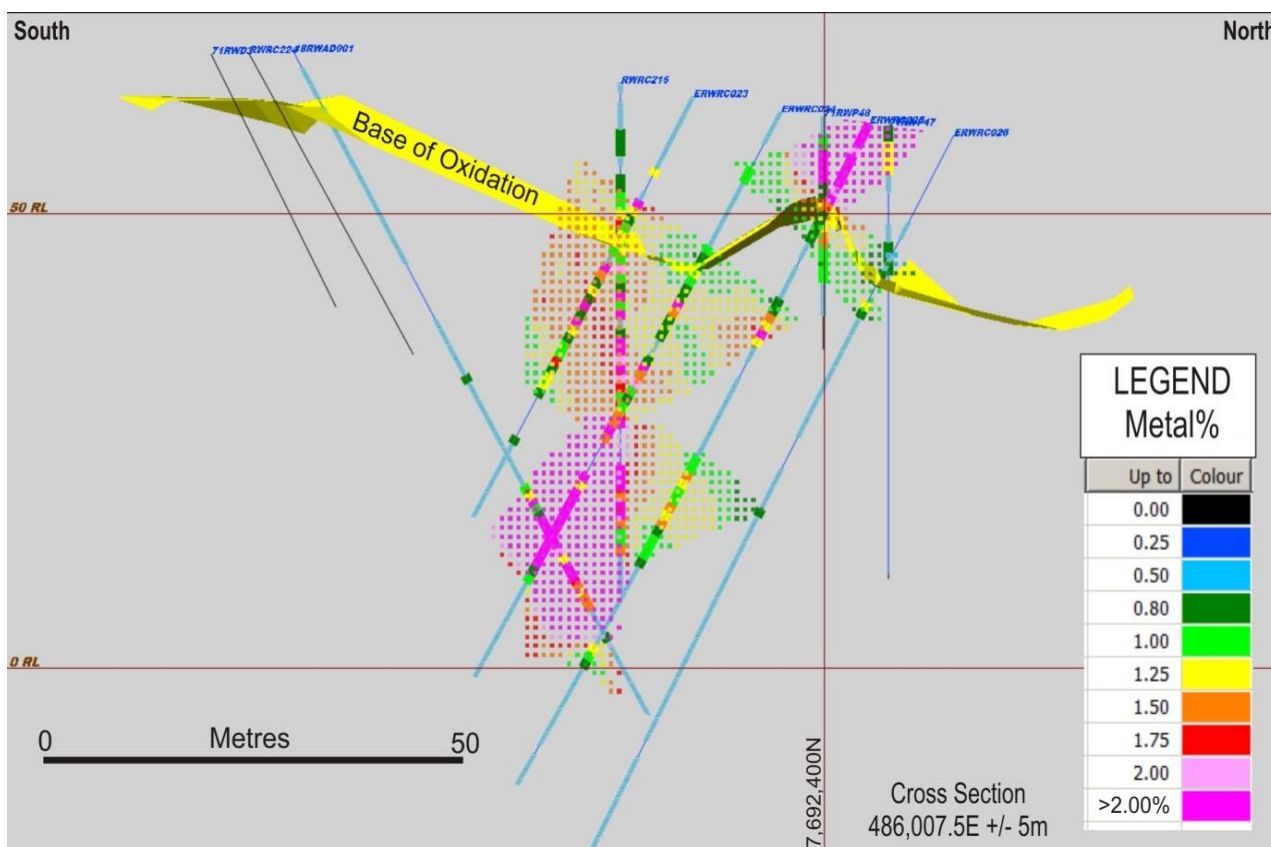 South
North
71RWD3
RWRC224
18RWAD001
RWRC215
ERWRC023
ERWRC024
71RWP48
ERWRC026
Base of Oxidation
50 RL
LEGEND
Metal%
Up to Colour
0.00
0.25
0.50
0.80
1.00
1.25
1.50
1.75
2.00
>2.00%
0 RL
0 Metres 50
7,692,400N
Cross Section
486,007.5E +/- 5m